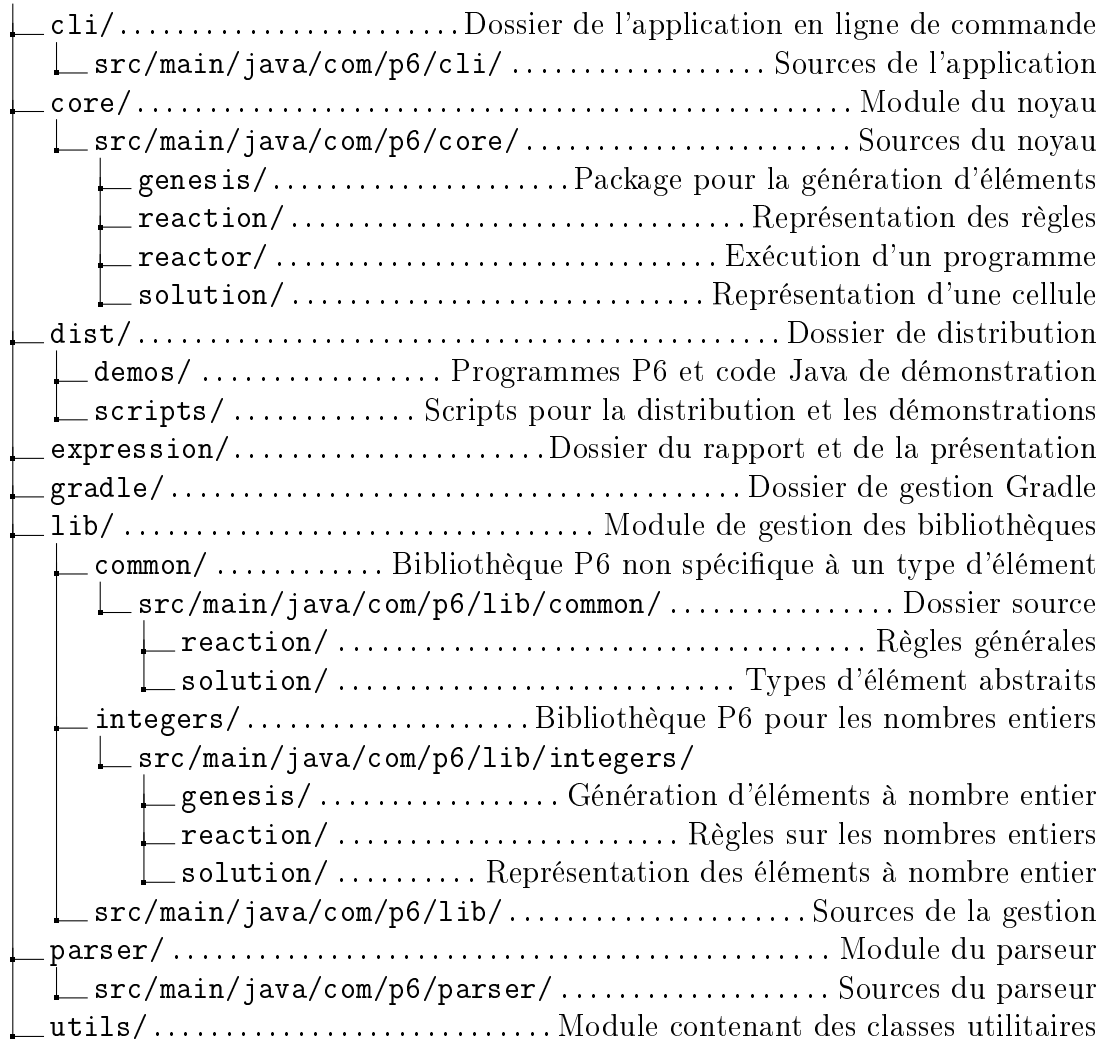 cli/.......................Dossier de l'application en ligne de commande
src/main/java/com/p6/cli/ .................. Sources de l'application
core/.................................................. Module du noyau
src/main/java/com/p6/core/....................... Sources du noyau
genesis/.....................Package pour la génération d'éléments
reaction/................................ Représentation des règles
reactor/............................... Exécution d'un programme
solution/............................. Représentation d'une cellule
dist/............................................. Dossier de distribution
demos/ ................. Programmes P6 et code Java de démonstration
scripts/ ............. Scripts pour la distribution et les démonstrations
expression/......................Dossier du rapport et de la présentation
gradle/........................................ Dossier de gestion Gradle
lib/ ................................. Module de gestion des bibliothèques
common/ ............ Bibliothèque P6 non spécifique à un type d'élément
src/main/java/com/p6/lib/common/ ................ Dossier source
reaction/ ..................................... Règles générales
solution/ ............................ Types d'élément abstraits
integers/....................Bibliothèque P6 pour les nombres entiers
src/main/java/com/p6/lib/integers/
genesis/ ................. Génération d'éléments à nombre entier
reaction/ ........................ Règles sur les nombres entiers
solution/ .......... Représentation des éléments à nombre entier
src/main/java/com/p6/lib/.....................Sources de la gestion
parser/............................................... Module du parseur
src/main/java/com/p6/parser/ ................... Sources du parseur
utils/............................Module contenant des classes utilitaires